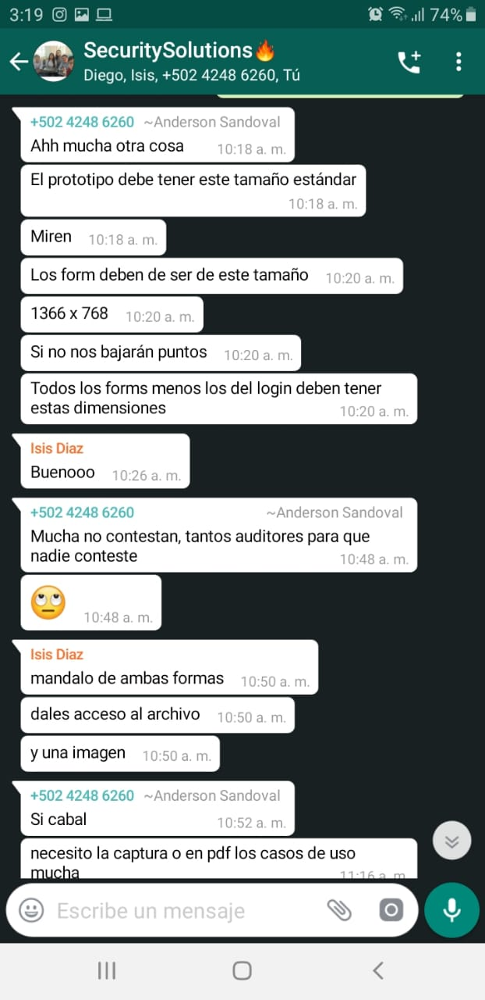 3:19
74%
SecuritySolutions🔥
Diego, Isis, +502 4248 6260, Tú
+502 4248 6260 ~Anderson Sandoval
Ahh mucha otra cosa 10:18 a. m.
El prototipo debe tener este tamaño estándar
10:18 a. m.
Miren 10:18 a. m.
Los form deben de ser de este tamaño 10:20 a. m.
1366 x 768 10:20 a. m.
Si no nos bajarán puntos 10:20 a. m.
Todos los forms menos los del login deben tener
estas dimensiones 10:20 a. m.
Isis Diaz
Buenooo 10:26 a. m.
+502 4248 6260 ~Anderson Sandoval
Mucha no contestan, tantos auditores para que
nadie conteste 10:48 a. m.
🙄 10:48 a. m.
Isis Diaz
mandalo de ambas formas 10:50 a. m.
dales acceso al archivo 10:50 a. m.
y una imagen 10:50 a. m.
+502 4248 6260 ~Anderson Sandoval
Si cabal 10:52 a. m.
necesito la captura o en pdf los casos de uso
mucha 11:16 a. m.
Escribe un mensaje